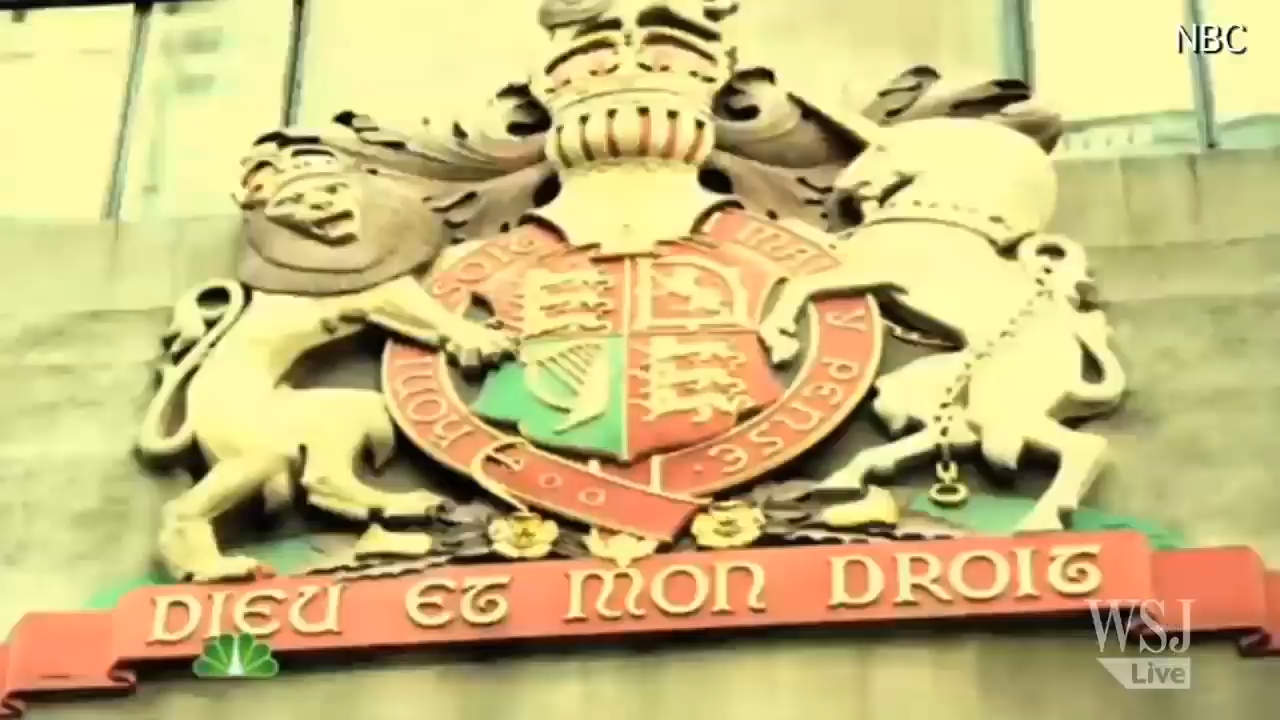 NBC
SOIT
MAL
Y PENSE
HONI
DIEU ET MON DROIT
WSJ
Live